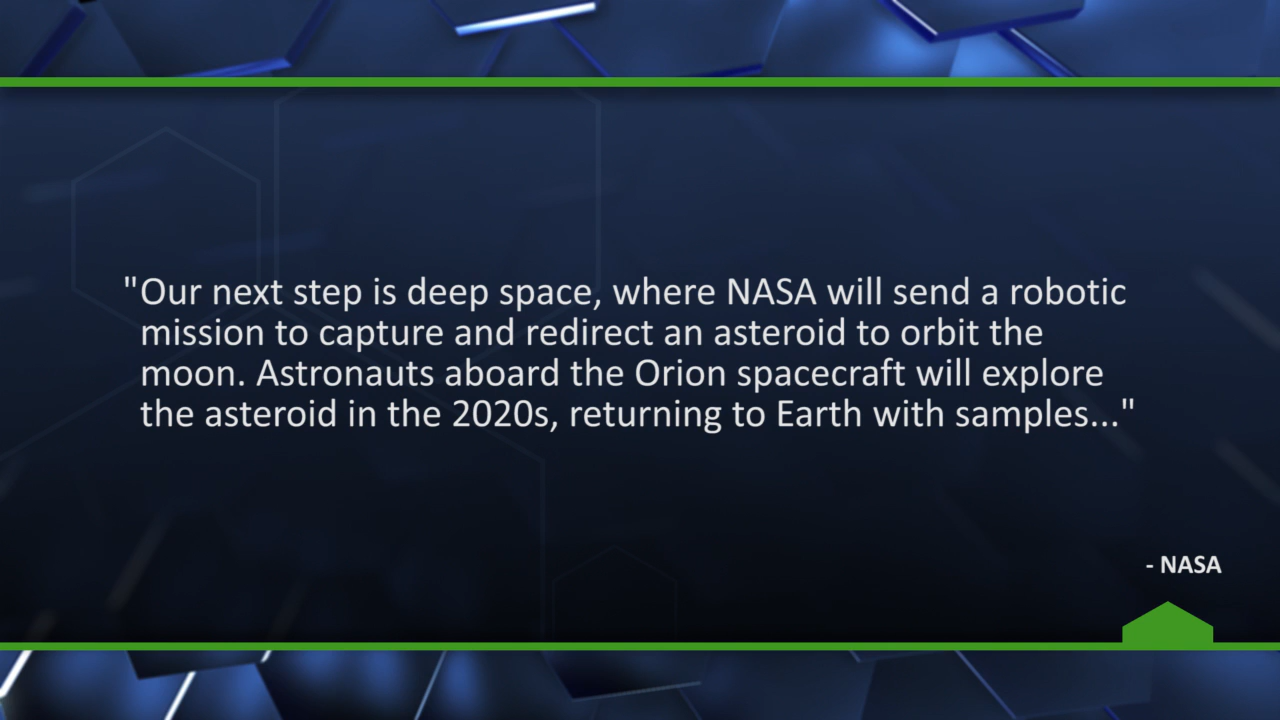 "Our next step is deep space, where NASA will send a robotic
mission to capture and redirect an asteroid to orbit the
moon. Astronauts aboard the Orion spacecraft will explore
the asteroid in the 2020s, returning to Earth with samples..."
- NASA